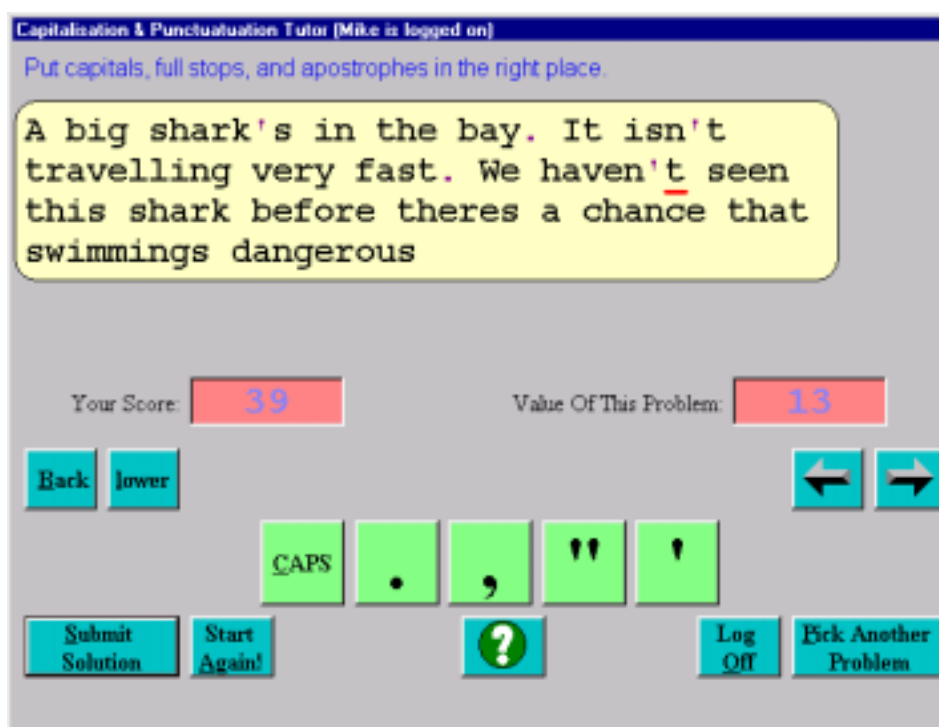 Capitalisation & Punctuatuation Tutor (Mike is logged on)
Put capitals, full stops, and apostrophes in the right place.
A big shark's in the bay. It isn't
travelling very fast. We haven't seen
this shark before theres a chance that
swimmings dangerous
Your Score: 39 Value Of This Problem: 13
Back lower
CAPS . , " '
Submit Start ? Log Pick Another
Solution Again! Off Problem